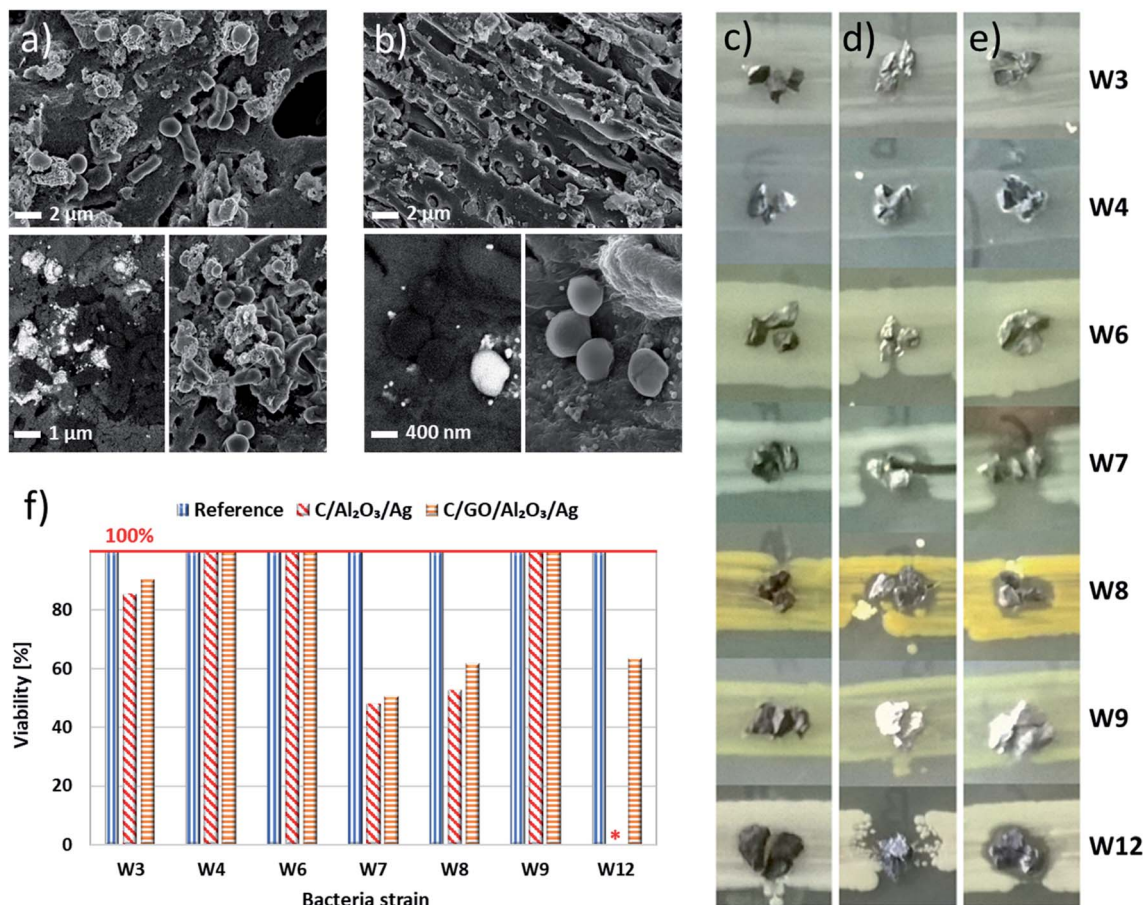 a)
b)
c)
d)
e)
2 µm
2 µm
W3
W4
1 µm
400 nm
W6
W7
f)
Reference
C/Al₂O₃/Ag
C/GO/Al₂O₃/Ag
100%
W8
80
60
Viability [%]
40
W9
20
*
0
W3 W4 W6 W7 W8 W9 W12
W12
Bacteria strain